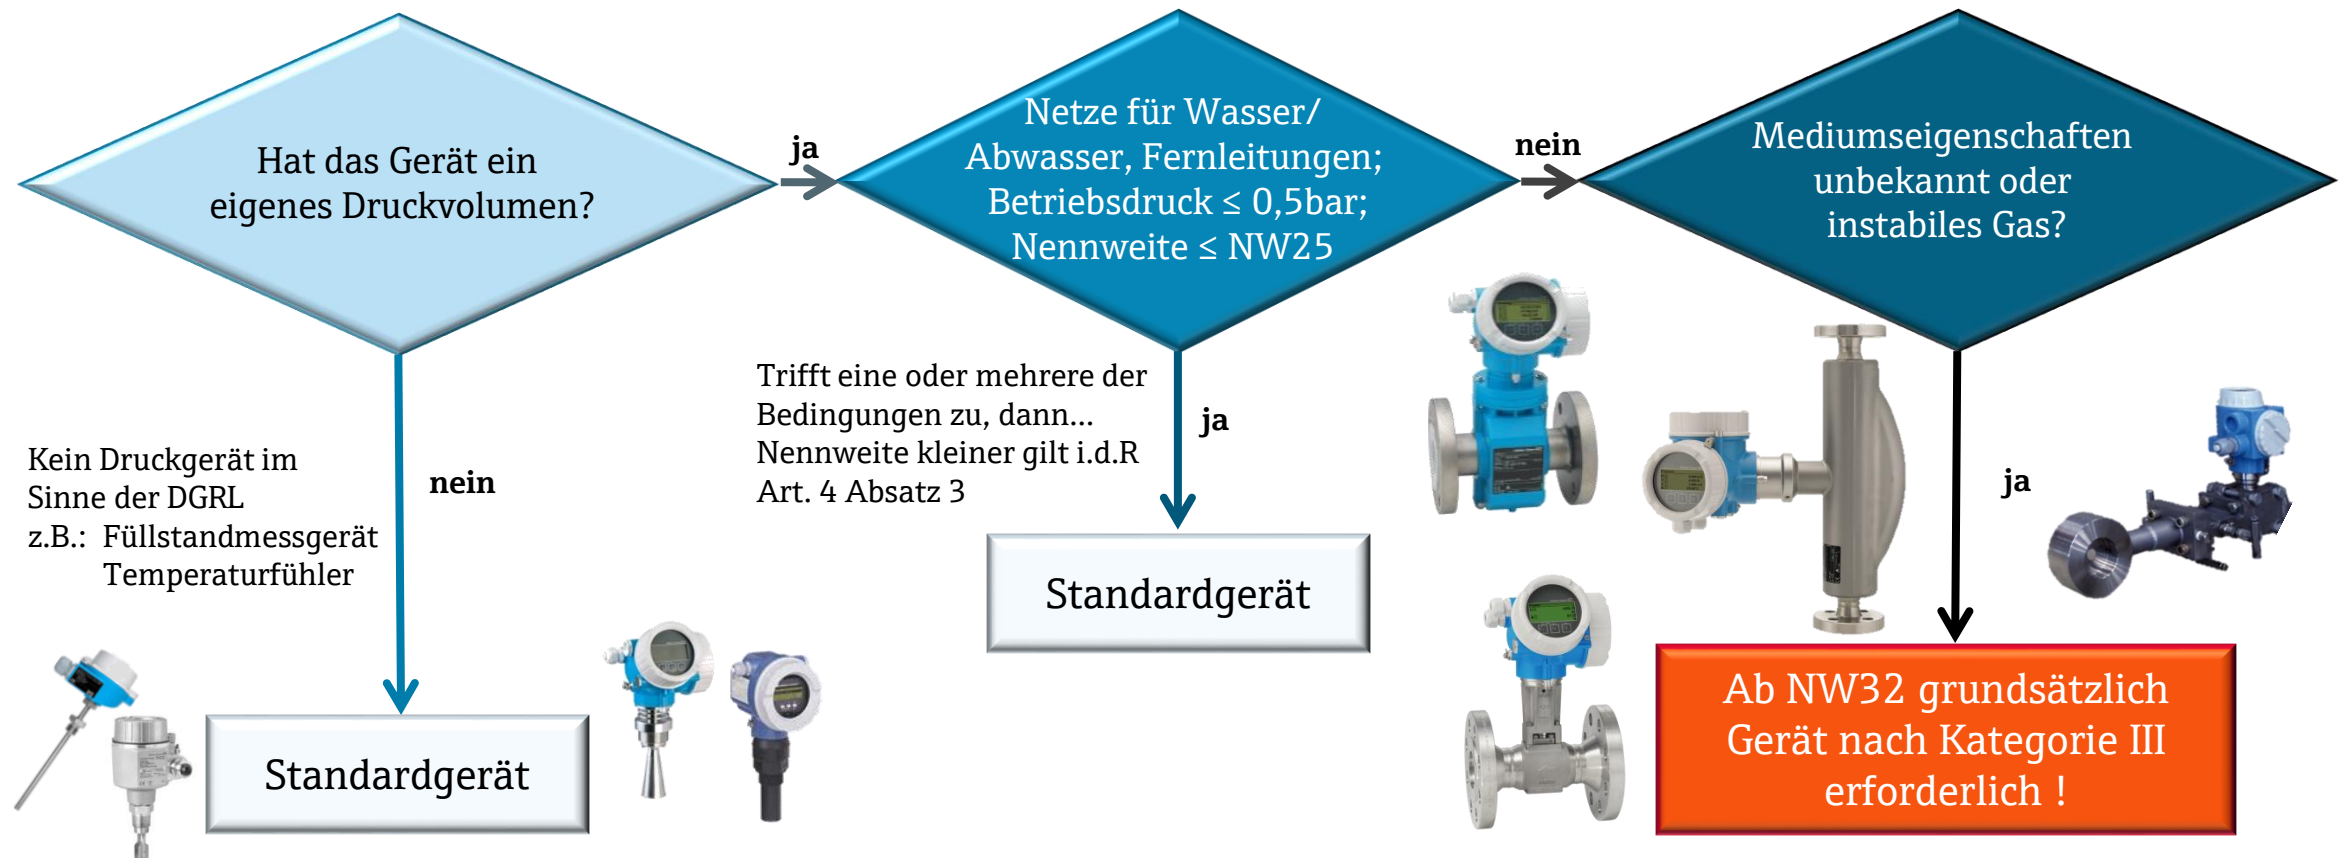 Hat das Gerät ein
eigenes Druckvolumen?
ja
Netze für Wasser/
Abwasser, Fernleitungen;
Betriebsdruck ≤ 0,5bar;
Nennweite ≤ NW25
nein
Mediumseigenschaften
unbekannt oder
instabiles Gas?
Kein Druckgerät im
Sinne der DGRL
z.B.: Füllstandmessgerät
Temperaturfühler
nein
Standardgerät
Trifft eine oder mehrere der
Bedingungen zu, dann...
Nennweite kleiner gilt i.d.R
Art. 4 Absatz 3
ja
Standardgerät
ja
Ab NW32 grundsätzlich
Gerät nach Kategorie III
erforderlich !